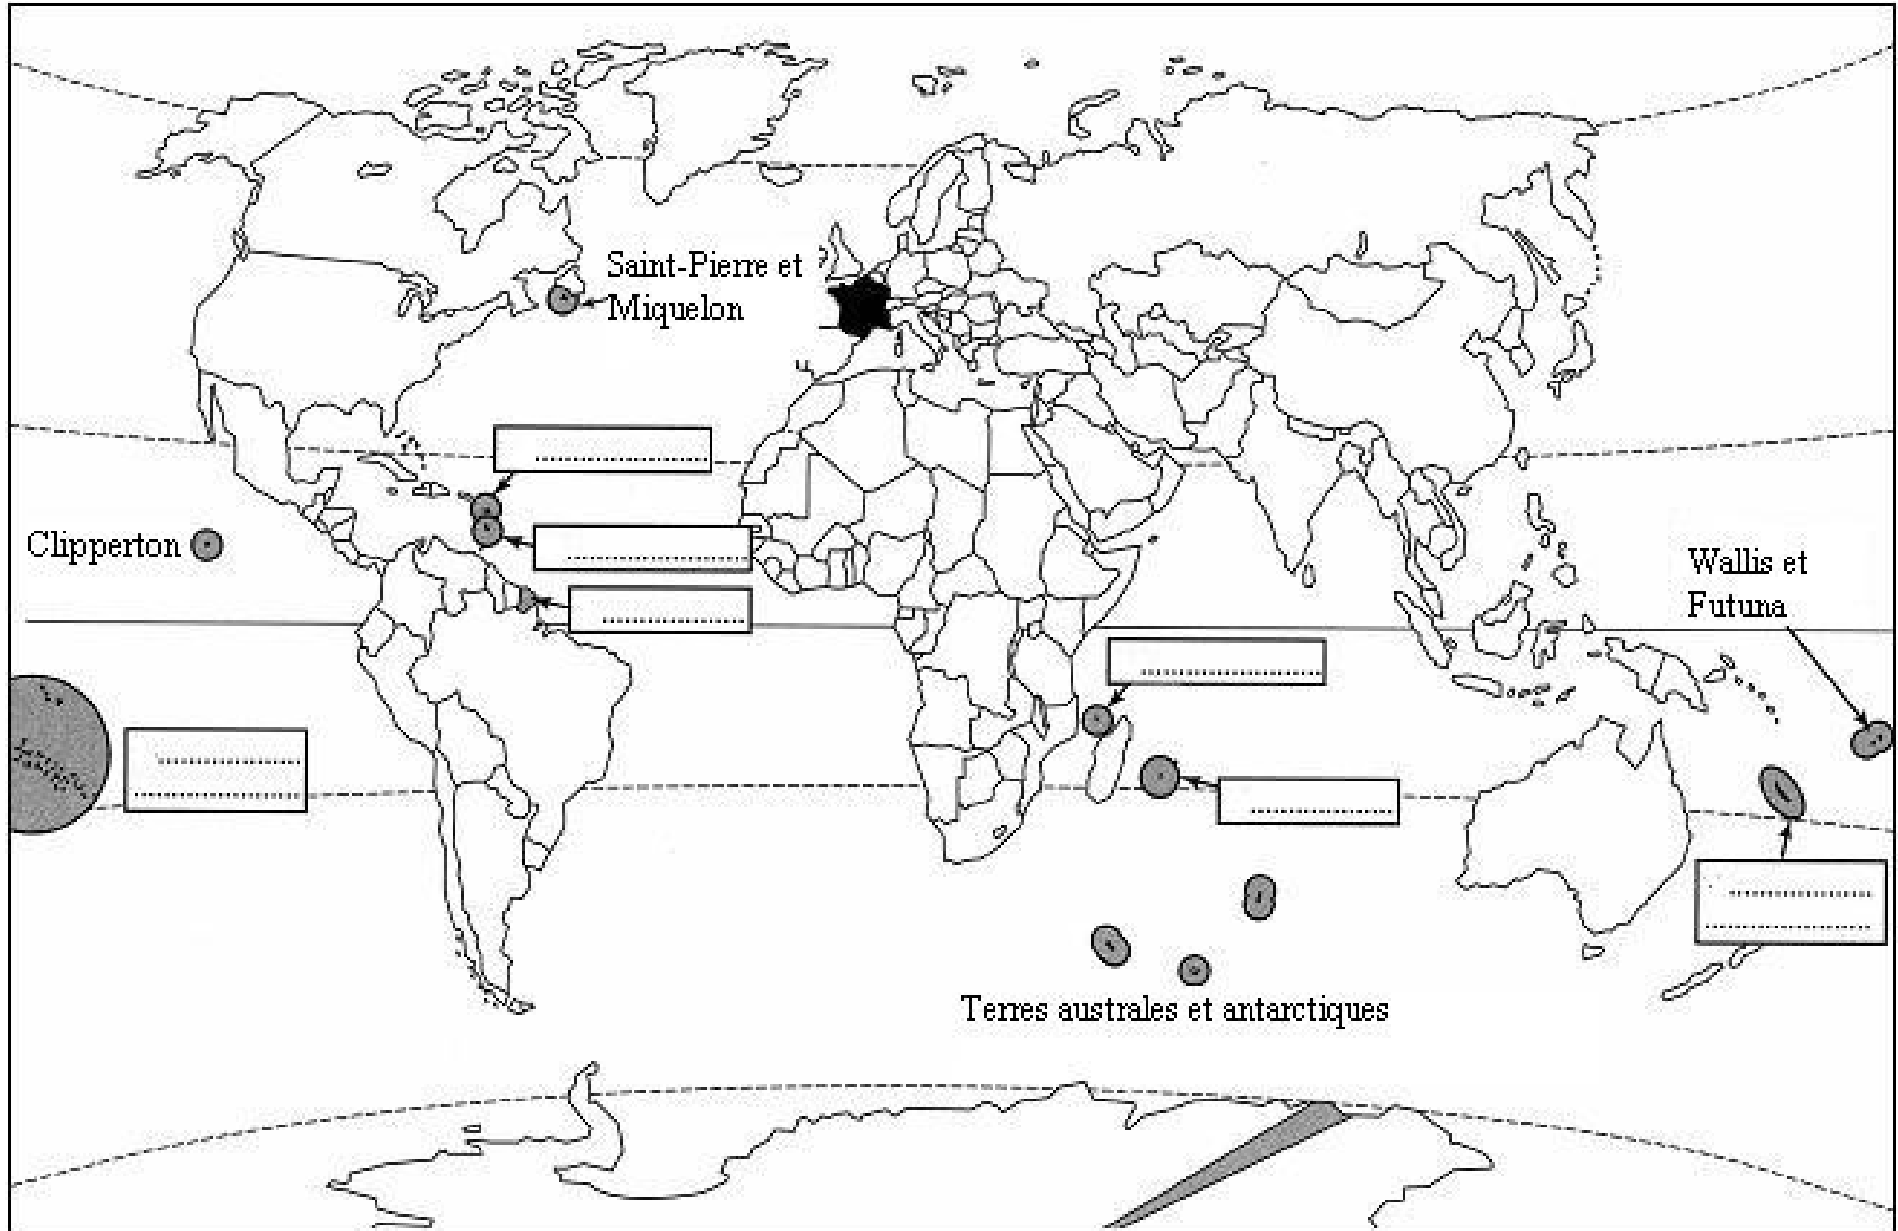 Saint-Pierre et
Miquelon
Clipperton
Wallis et
Futuna
Terres australes et antarctiques